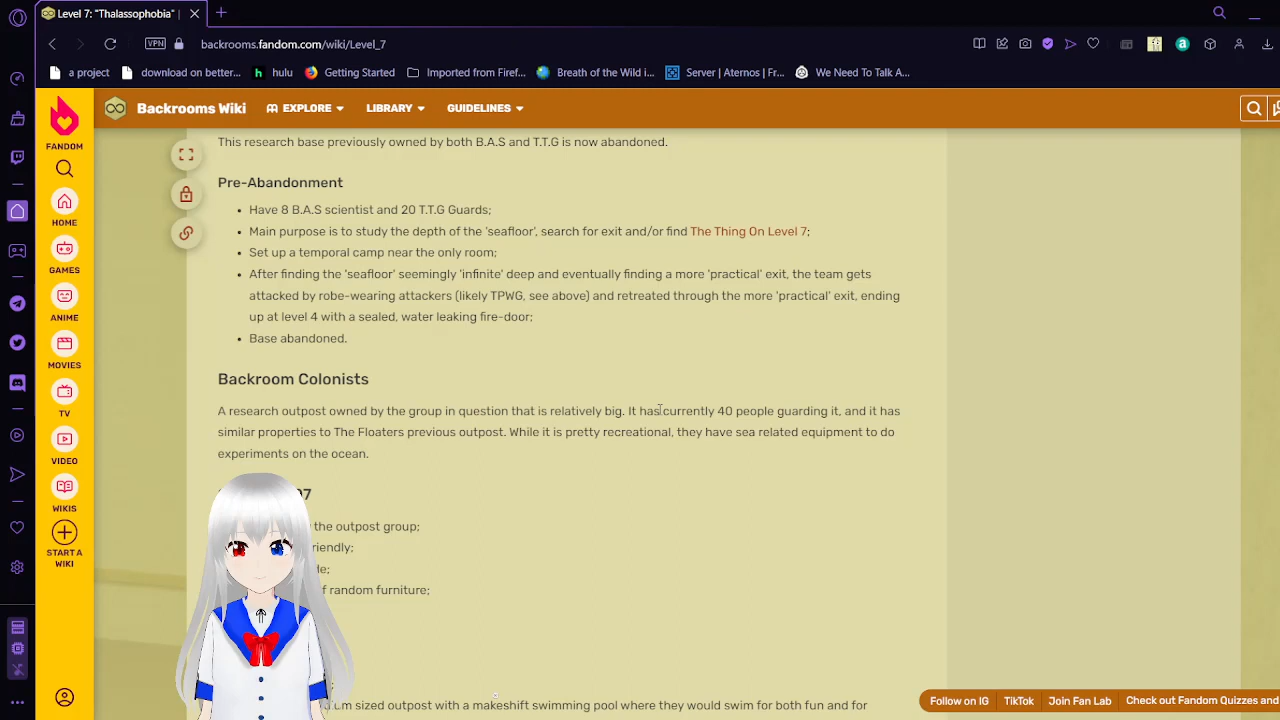 Level 7: "Thalassophobia"
VPN
backrooms.fandom.com/wiki/Level_7
a project
download on better...
hulu
Getting Started
Imported from Firef...
Breath of the Wild i...
Server | Aternos | Fr...
We Need To Talk A...
Backrooms Wiki
EXPLORE
LIBRARY
GUIDELINES
FANDOM
HOME
GAMES
ANIME
MOVIES
TV
VIDEO
WIKIS
START A
WIKI
This research base previously owned by both B.A.S and T.T.G is now abandoned.
Pre-Abandonment
• Have 8 B.A.S scientist and 20 T.T.G Guards;
• Main purpose is to study the depth of the 'seafloor', search for exit and/or find The Thing On Level 7;
• Set up a temporal camp near the only room;
• After finding the 'seafloor' seemingly 'infinite' deep and eventually finding a more 'practical' exit, the team gets
attacked by robe-wearing attackers (likely TPWG, see above) and retreated through the more 'practical' exit, ending
up at level 4 with a sealed, water leaking fire-door;
• Base abandoned.
Backroom Colonists
A research outpost owned by the group in question that is relatively big. It has currently 40 people guarding it, and it has
similar properties to The Floaters previous outpost. While it is pretty recreational, they have sea related equipment to do
experiments on the ocean.
the outpost group;
of random furniture;
sized outpost with a makeshift swimming pool where they would swim for both fun and for
Follow on IG
TikTok
Join Fan Lab
Check out Fandom Quizzes and